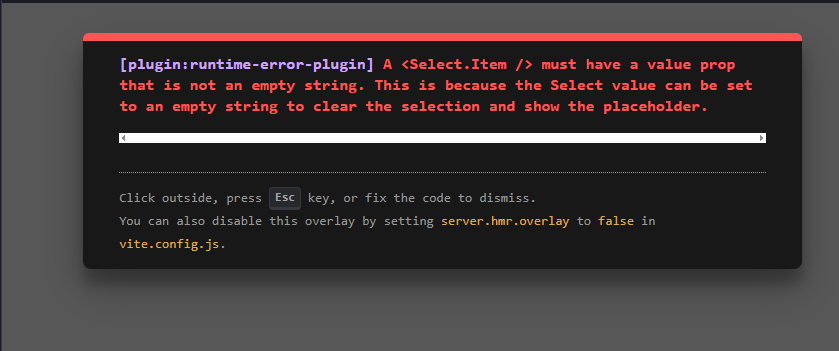 [plugin:runtime-error-plugin] A <Select.Item /> must have a value prop
that is not an empty string. This is because the Select value can be set
to an empty string to clear the selection and show the placeholder.
Click outside, press Esc key, or fix the code to dismiss.
You can also disable this overlay by setting server.hmr.overlay to false in
vite.config.js.